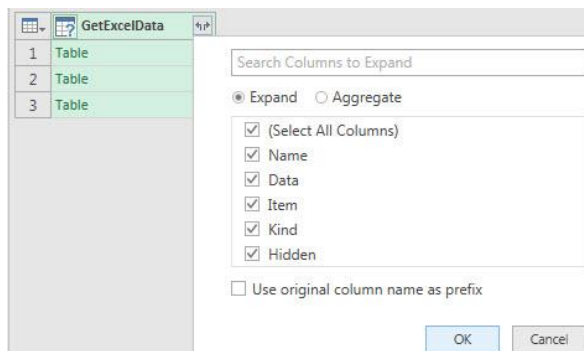 GetExcelData
1 Table
2 Table
3 Table
Search Columns to Expand
Expand Aggregate
(Select All Columns)
Name
Data
Item
Kind
Hidden
Use original column name as prefix
OK Cancel